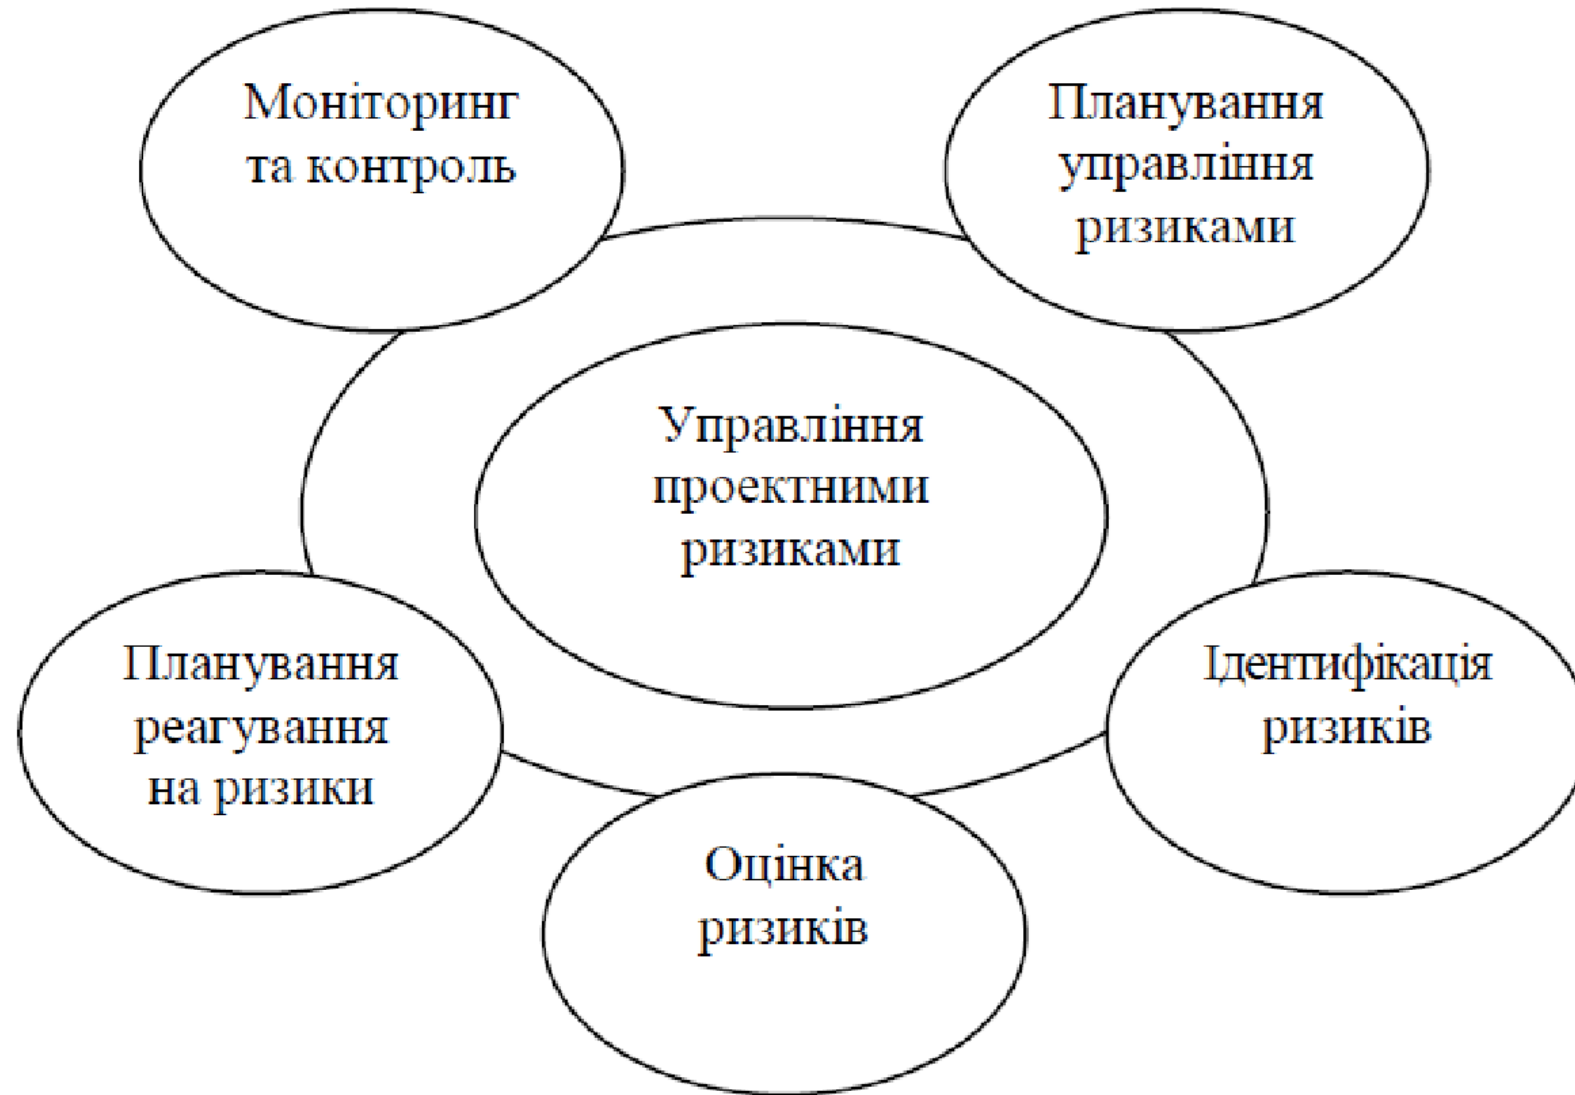 Моніторинг
та контроль
Планування
управління
ризиками
Управління
проектними
ризиками
Планування
реагування
на ризики
Ідентифікація
ризиків
Оцінка
ризиків